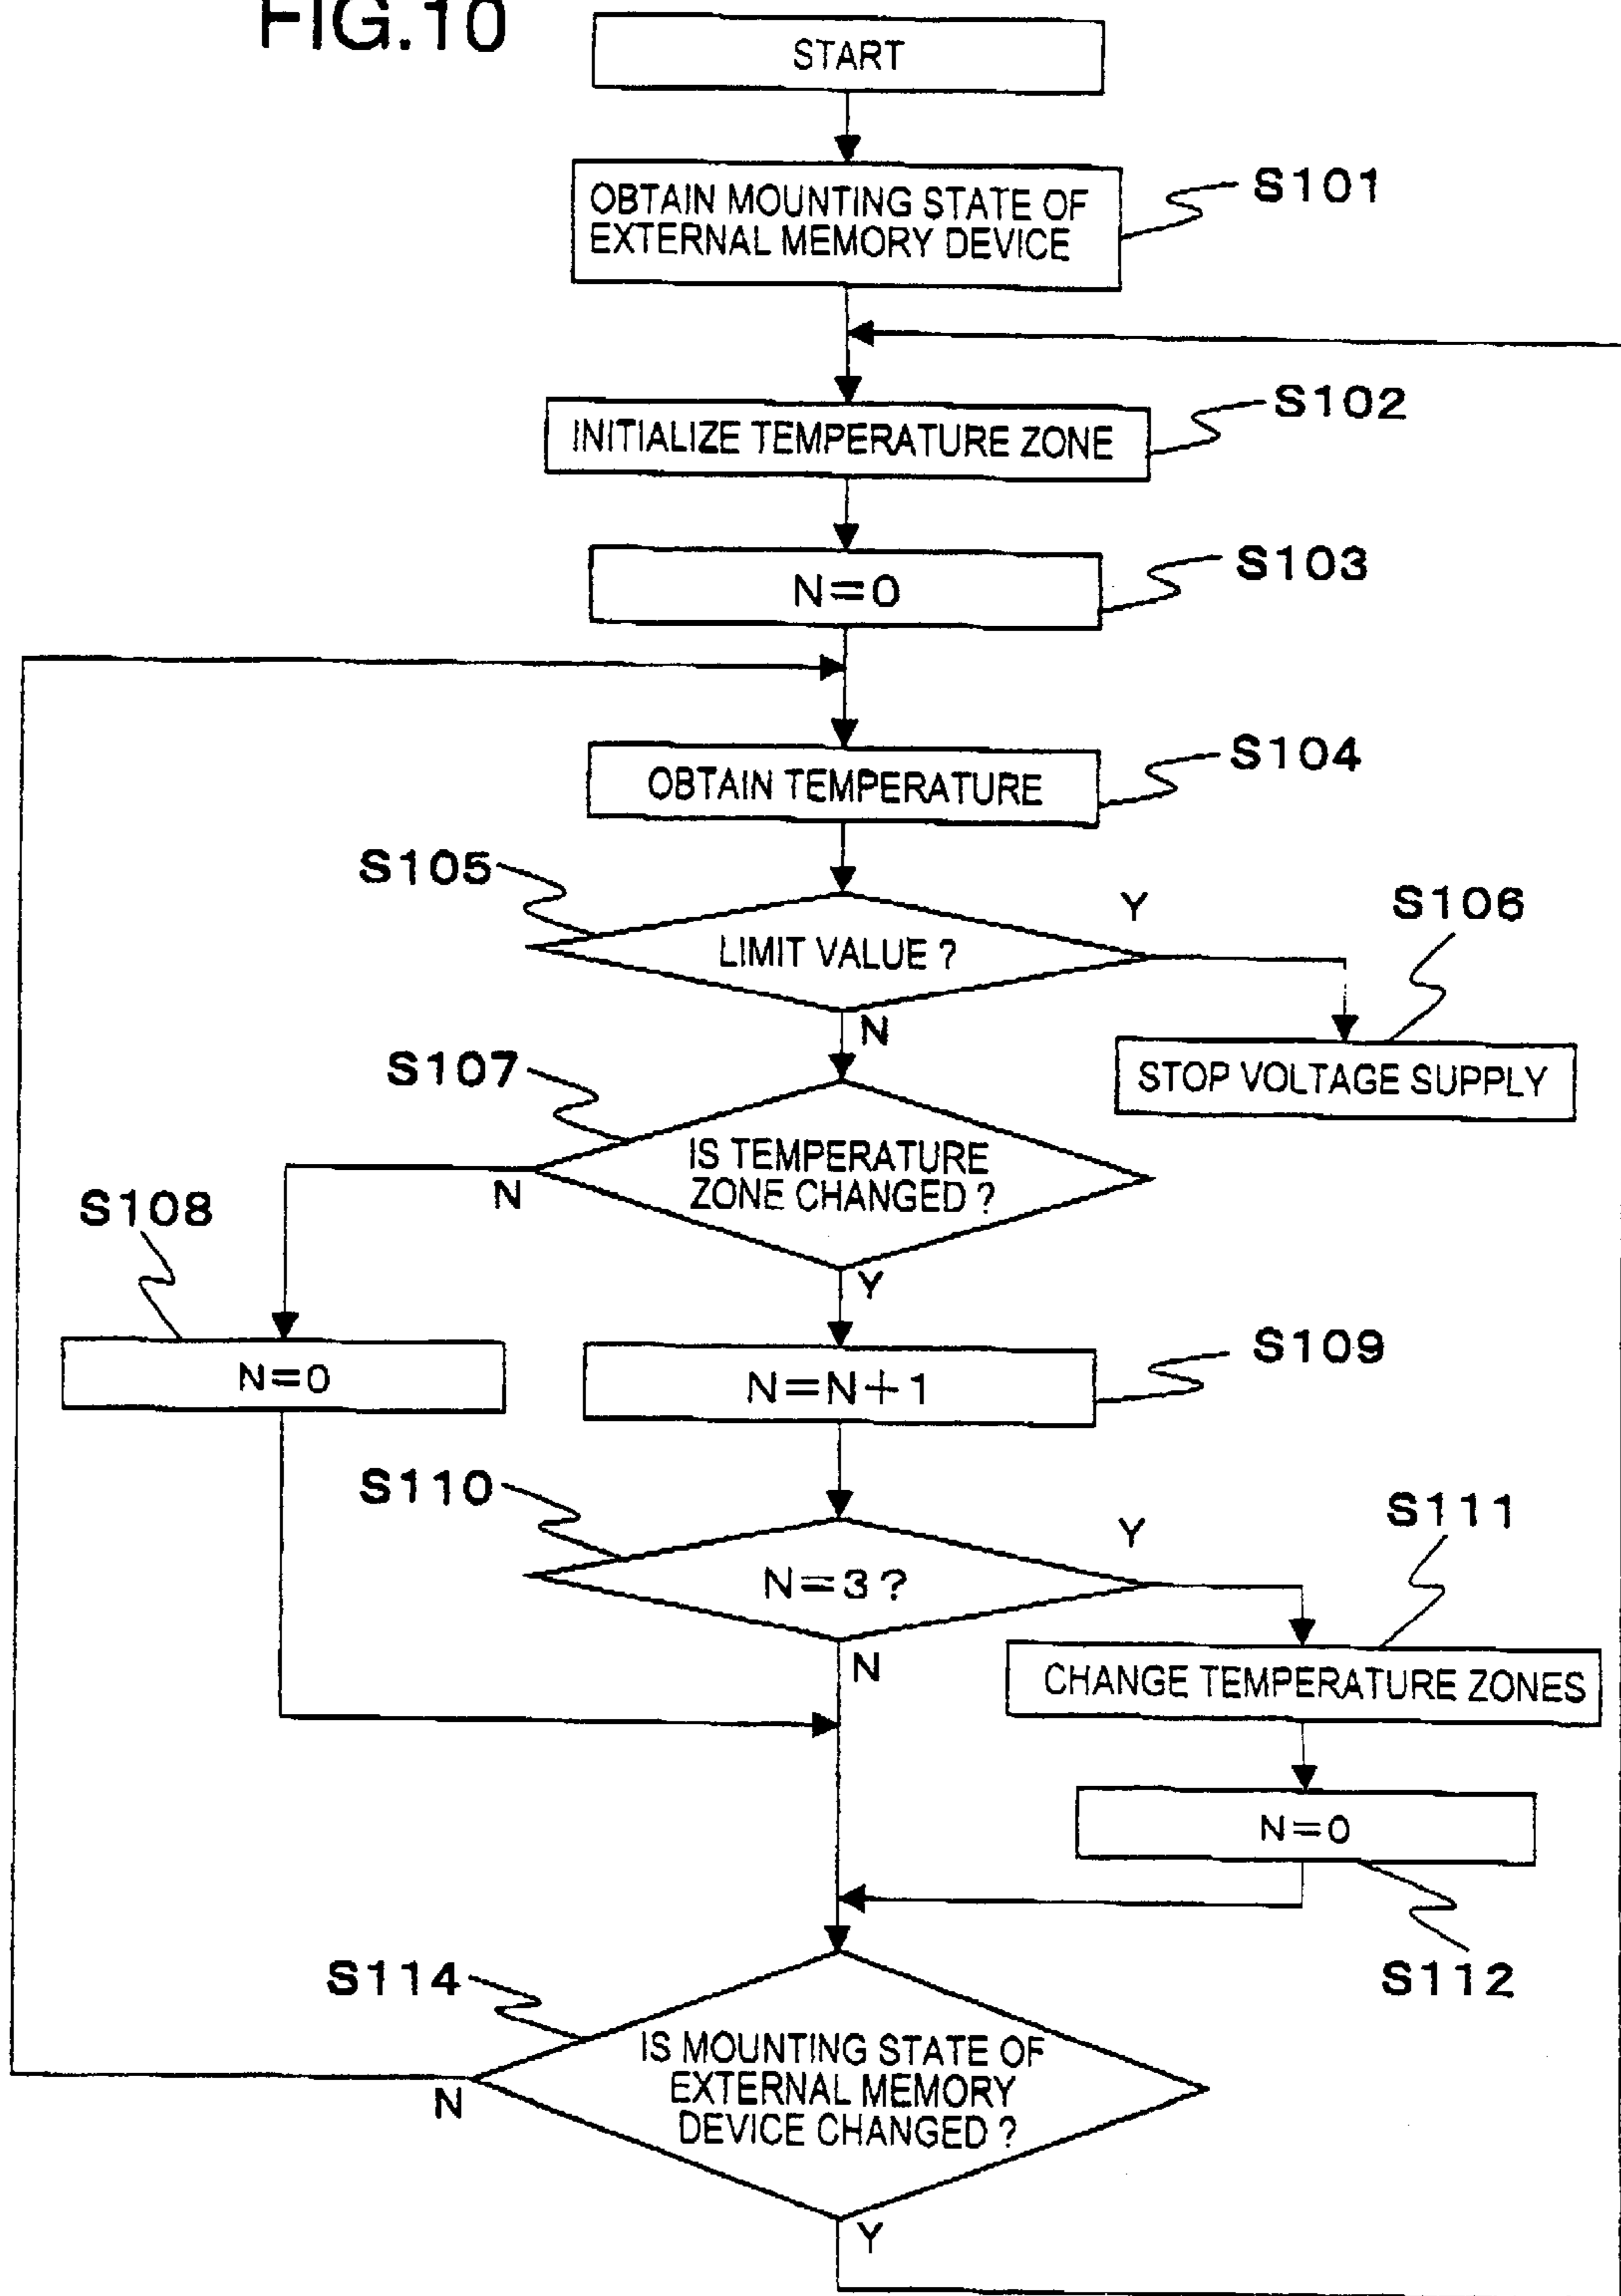 FIG.10
START
OBTAIN MOUNTING STATE OF
EXTERNAL MEMORY DEVICE
S101
INITIALIZE TEMPERATURE ZONE
S102
N=0
S103
OBTAIN TEMPERATURE
S104
S105
LIMIT VALUE ?
Y
N
S106
STOP VOLTAGE SUPPLY
S107
IS TEMPERATURE
ZONE CHANGED ?
N
Y
S108
N=0
N=N+1
S109
S110
N=3 ?
Y
N
S111
CHANGE TEMPERATURE ZONES
N=0
S112
S114
IS MOUNTING STATE OF
EXTERNAL MEMORY
DEVICE CHANGED ?
N
Y